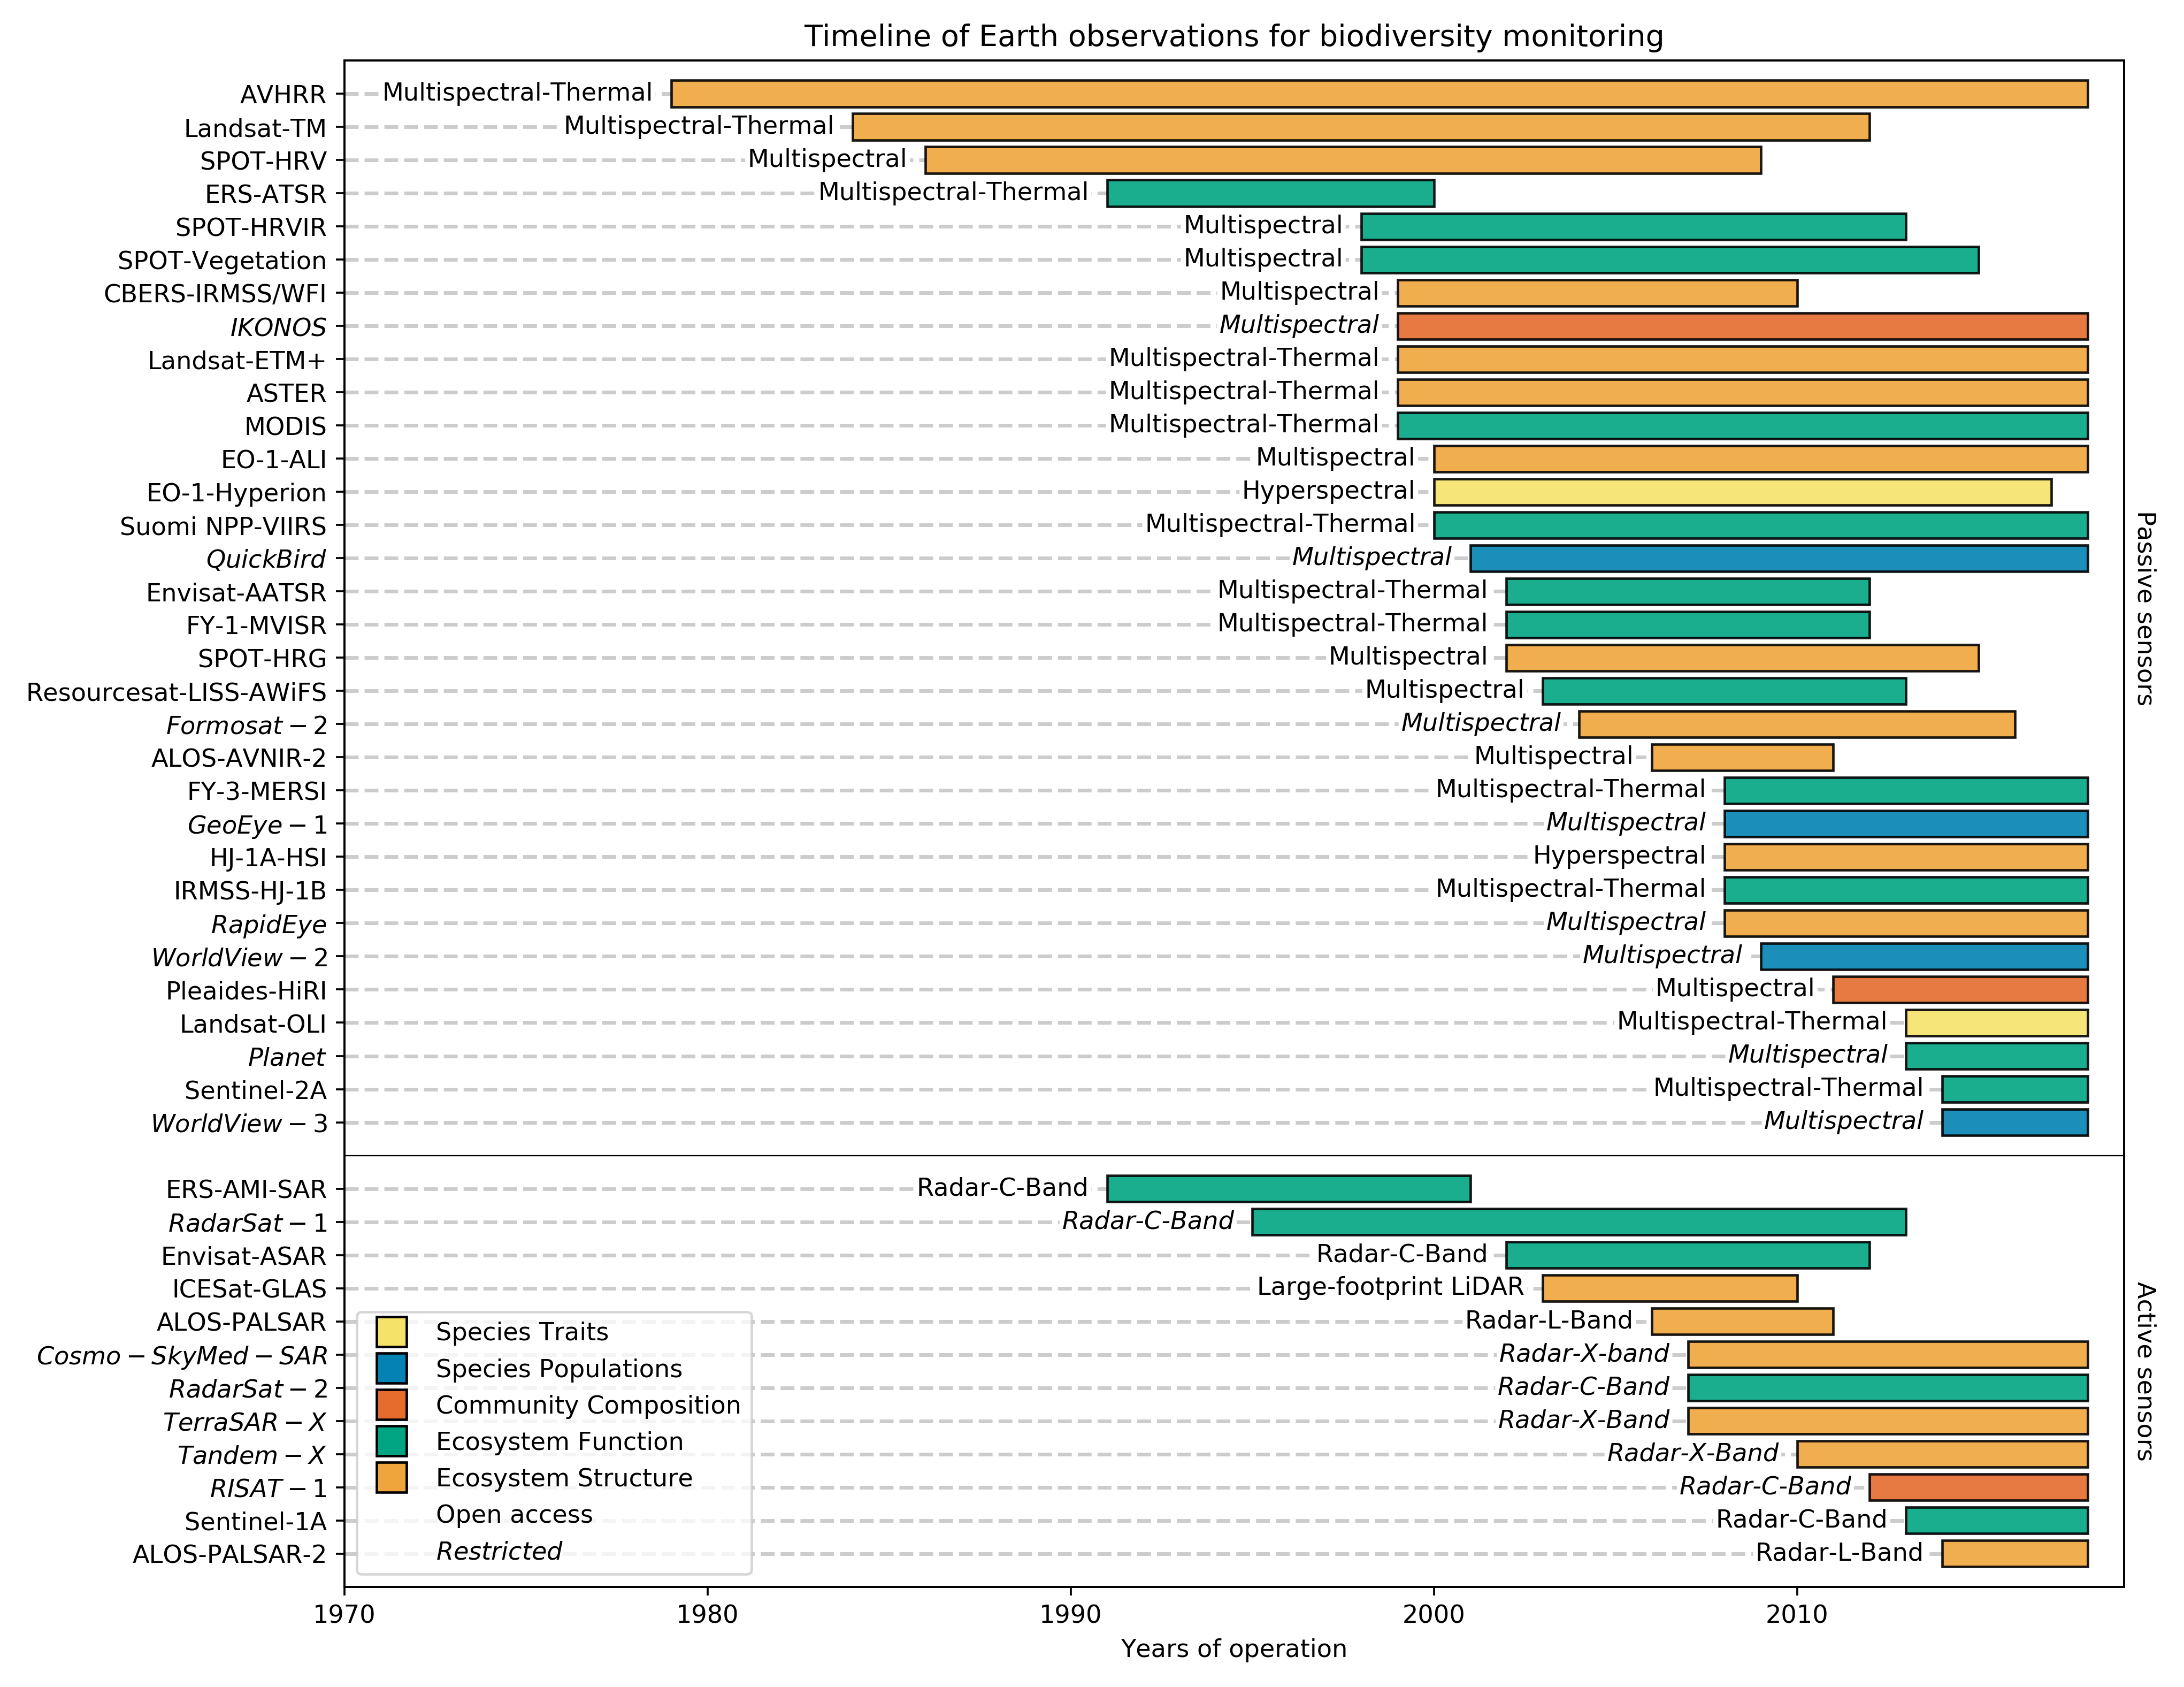 Timeline of Earth observations for biodiversity monitoring
AVHRR Multispectral-Thermal
Landsat-TM Multispectral-Thermal
SPOT-HRV Multispectral
ERS-ATSR Multispectral-Thermal
SPOT-HRVIR Multispectral
SPOT-Vegetation Multispectral
CBERS-IRMSS/WFI Multispectral
IKONOS Multispectral
Landsat-ETM+ Multispectral-Thermal
ASTER Multispectral-Thermal
MODIS Multispectral-Thermal
EO-1-ALI Multispectral
EO-1-Hyperion Hyperspectral
Suomi NPP-VIIRS Multispectral-Thermal
QuickBird Multispectral
Envisat-AATSR Multispectral-Thermal
FY-1-MVISR Multispectral-Thermal
SPOT-HRG Multispectral
Resourcesat-LISS-AWiFS Multispectral
Formosat − 2 Multispectral
ALOS-AVNIR-2 Multispectral
FY-3-MERSI Multispectral-Thermal
GeoEye − 1 Multispectral
HJ-1A-HSI Hyperspectral
IRMSS-HJ-1B Multispectral-Thermal
RapidEye Multispectral
WorldView − 2 Multispectral
Pleaides-HiRI Multispectral
Landsat-OLI Multispectral-Thermal
Planet Multispectral
Sentinel-2A Multispectral-Thermal
WorldView − 3 Multispectral
Passive sensors
ERS-AMI-SAR Radar-C-Band
RadarSat − 1 Radar-C-Band
Envisat-ASAR Radar-C-Band
ICESat-GLAS Large-footprint LiDAR
ALOS-PALSAR Radar-L-Band
Cosmo − SkyMed − SAR Radar-X-band
RadarSat − 2 Radar-C-Band
TerraSAR − X Radar-X-Band
Tandem − X Radar-X-Band
RISAT − 1 Radar-C-Band
Sentinel-1A Radar-C-Band
ALOS-PALSAR-2 Radar-L-Band
Active sensors
Species Traits
Species Populations
Community Composition
Ecosystem Function
Ecosystem Structure
Open access
Restricted
1970 1980 1990 2000 2010
Years of operation